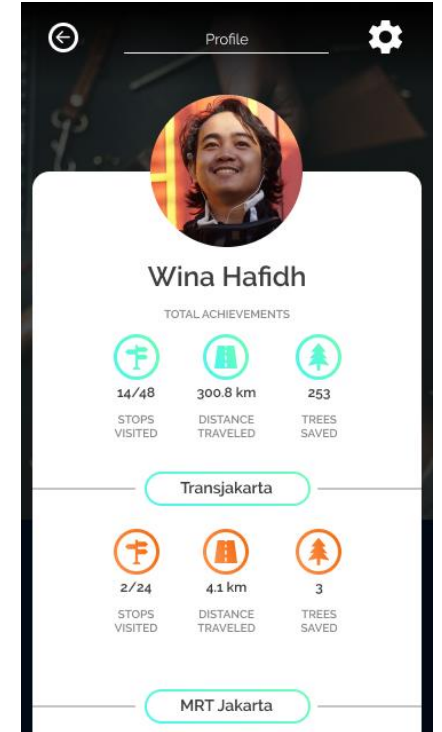 Profile
Wina Hafidh
TOTAL ACHIEVEMENTS
14/48 300.8 km 253
STOPS DISTANCE TREES
VISITED TRAVELED SAVED
Transjakarta
2/24 4.1 km 3
STOPS DISTANCE TREES
VISITED TRAVELED SAVED
MRT Jakarta